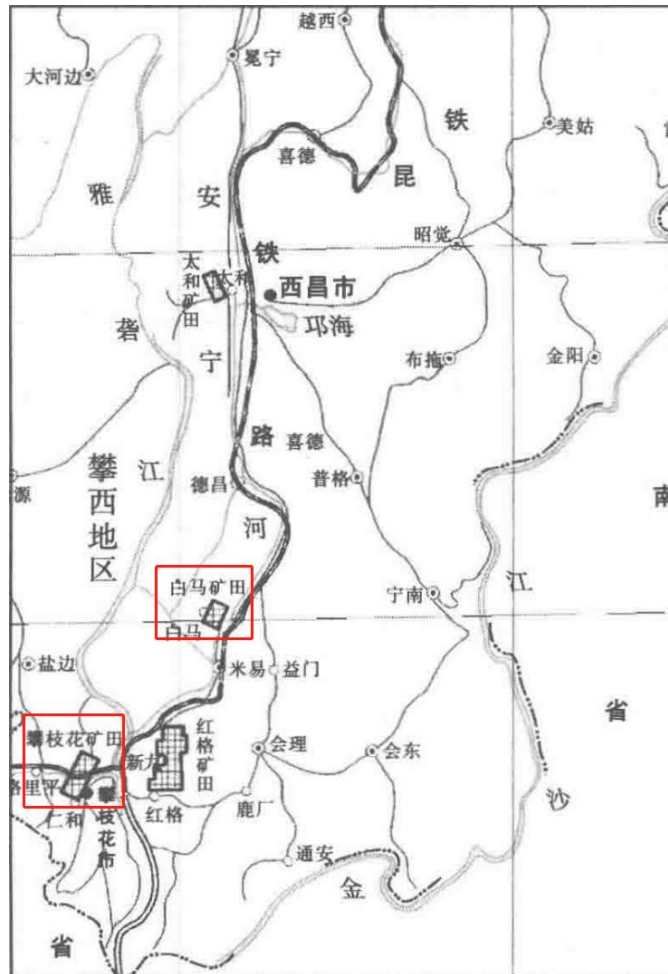 越西
冕宁
大河边
铁
美姑
喜德
昆
雅
安
昭觉
铁
太和矿田
太和
西昌市
邛海
砻
宁
布拖
金阳
路
喜德
江
普格
攀西地区
德昌
源
河
南
白马矿田
白马
宁南
江
盐边
米易
益门
省
攀枝花矿田
新九
红格矿田
会理
会东
格里平
沙
仁和
攀枝花市
红格
鹿厂
通安
金
省